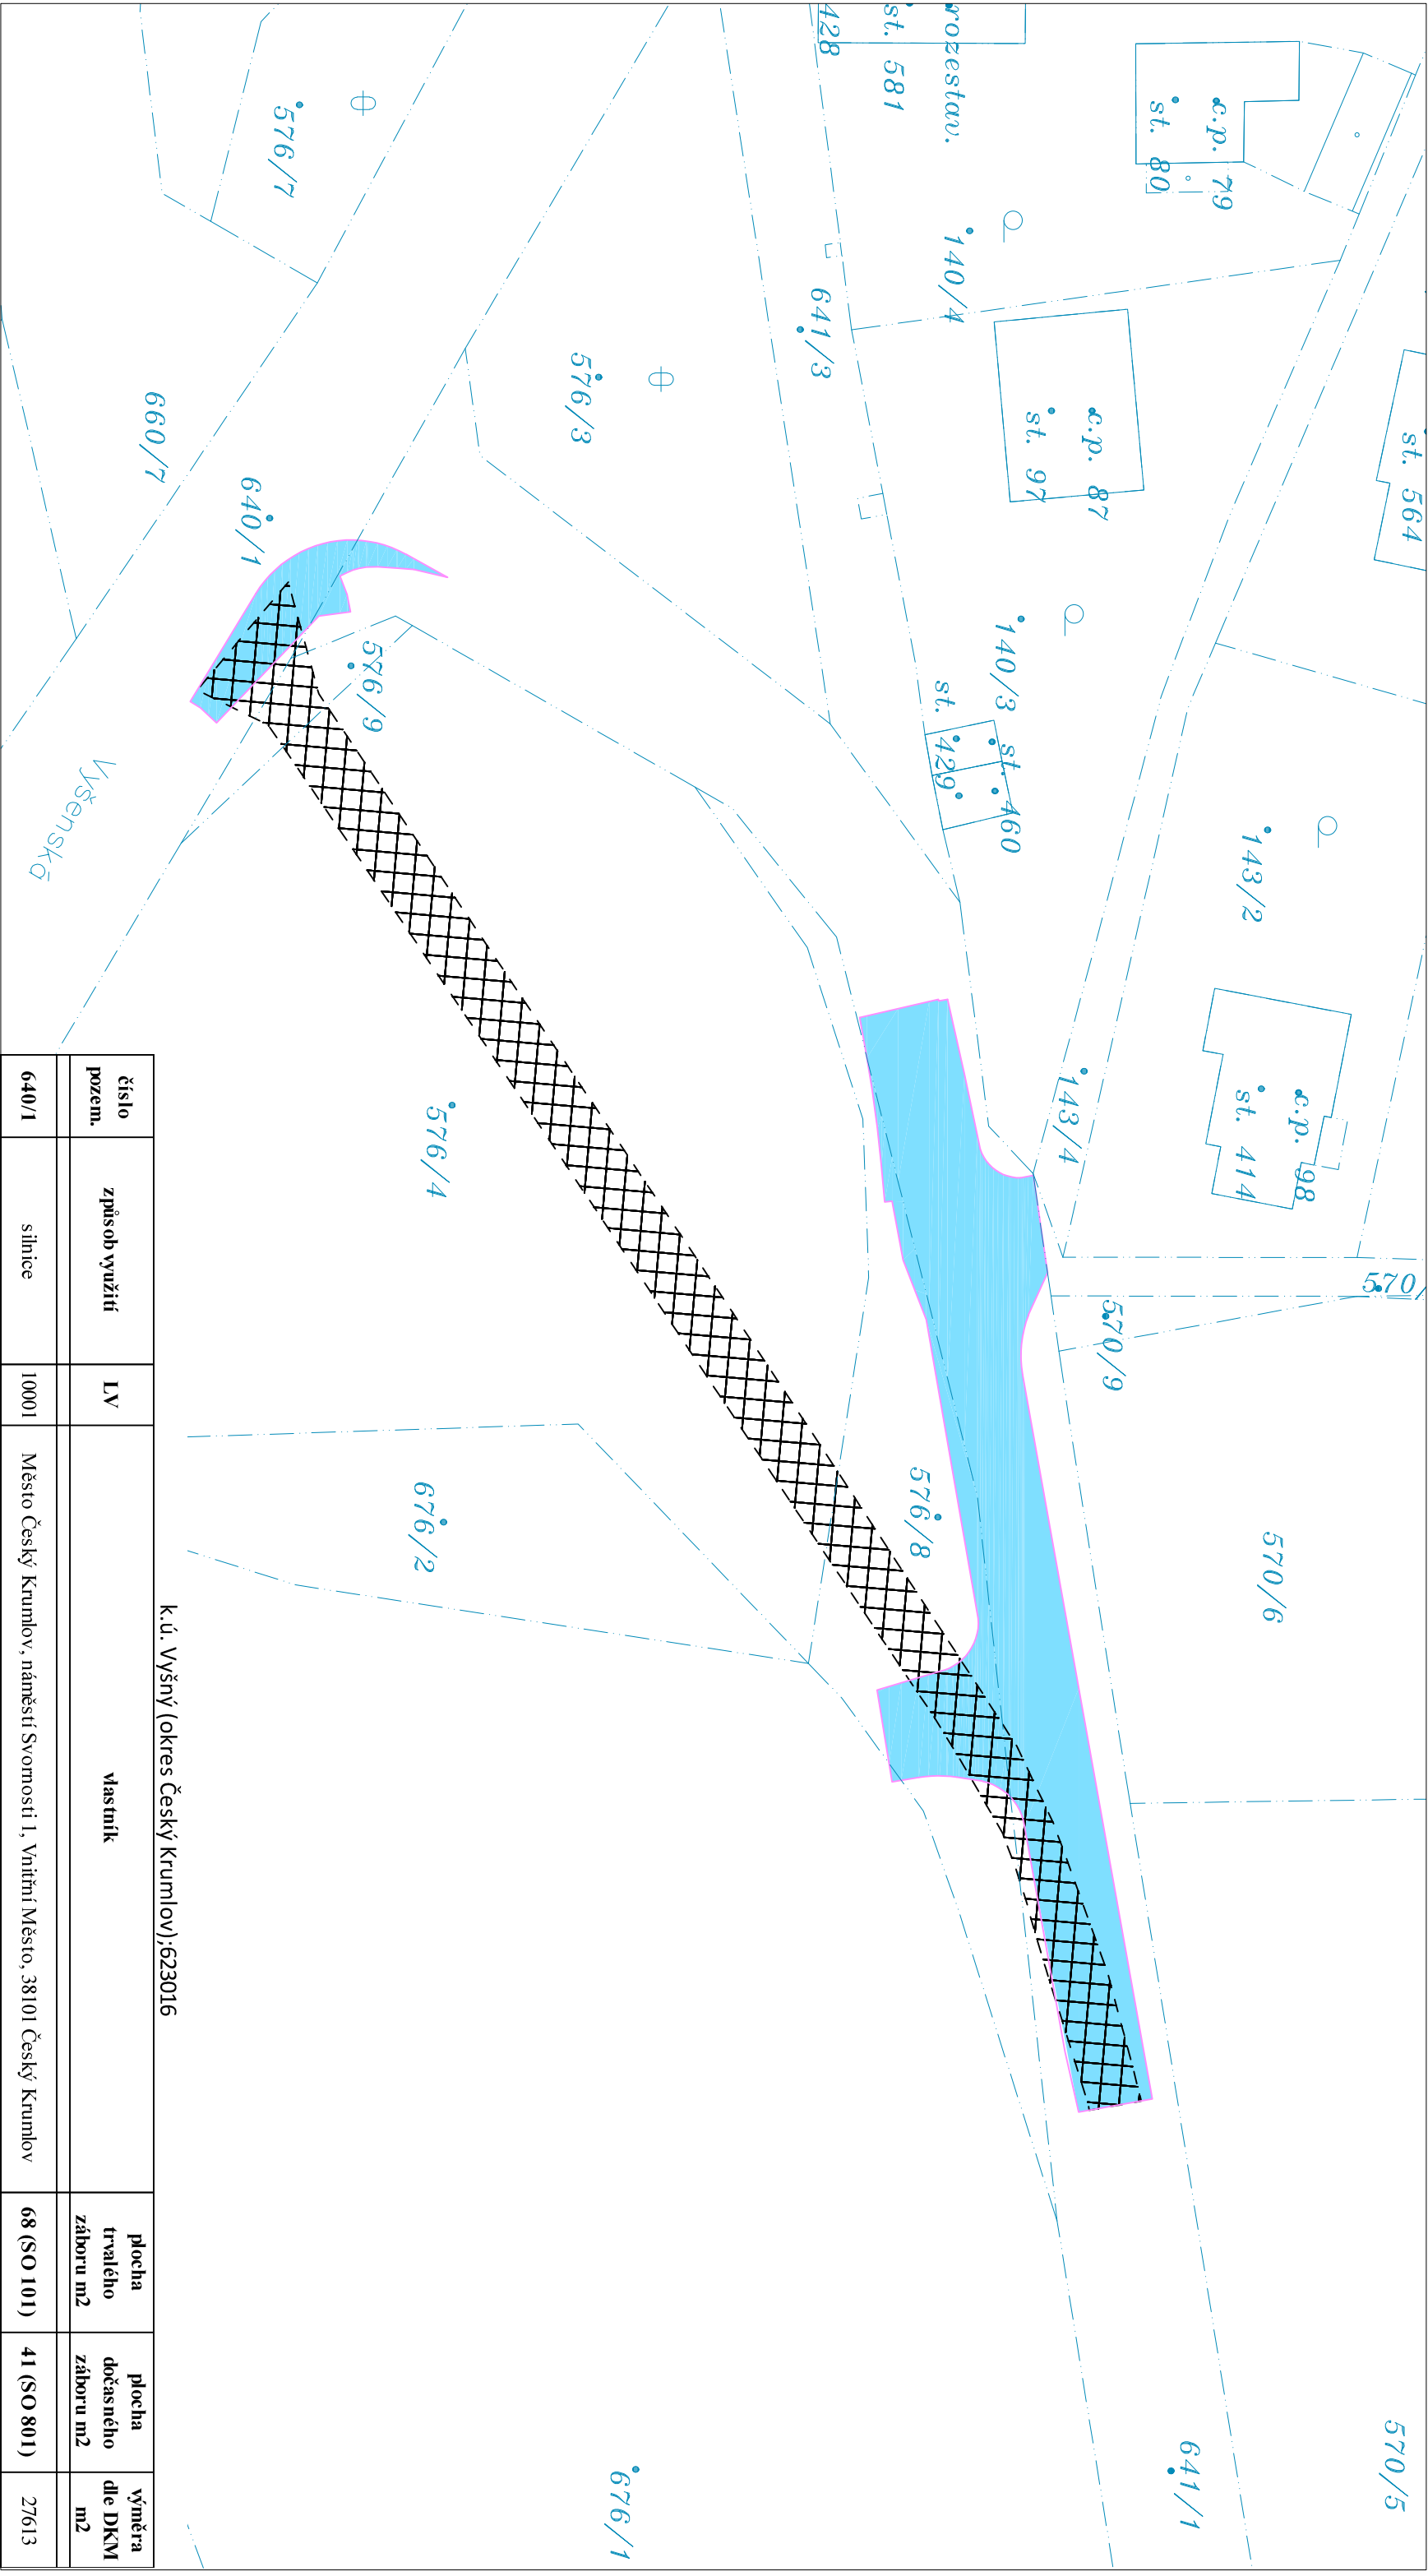 570/5
641/1
676/1
570/6
570/
570/9
č.p. 98
st. 414
143/4
143/2
576/8
676/2
576/4
st. 564
140/3
st. 460
st. 429
576/9
č.p. 87
st. 97
641/3
576/3
640/1
660/7
Vyšenská
č.p. 79
st. 80
140/4
rozestav.
st. 581
428
576/7
k.ú. Vyšný (okres Český Krumlov);623016
číslo pozem.
způsob využití
LV
vlastník
plocha trvalého záboru m2
plocha dočasného záboru m2
výměra dle DKM m2
640/1
silnice
10001
Město Český Krumlov, náměstí Svornosti 1, Vnitřní Město, 38101 Český Krumlov
68 (SO 101)
41 (SO 801)
27613